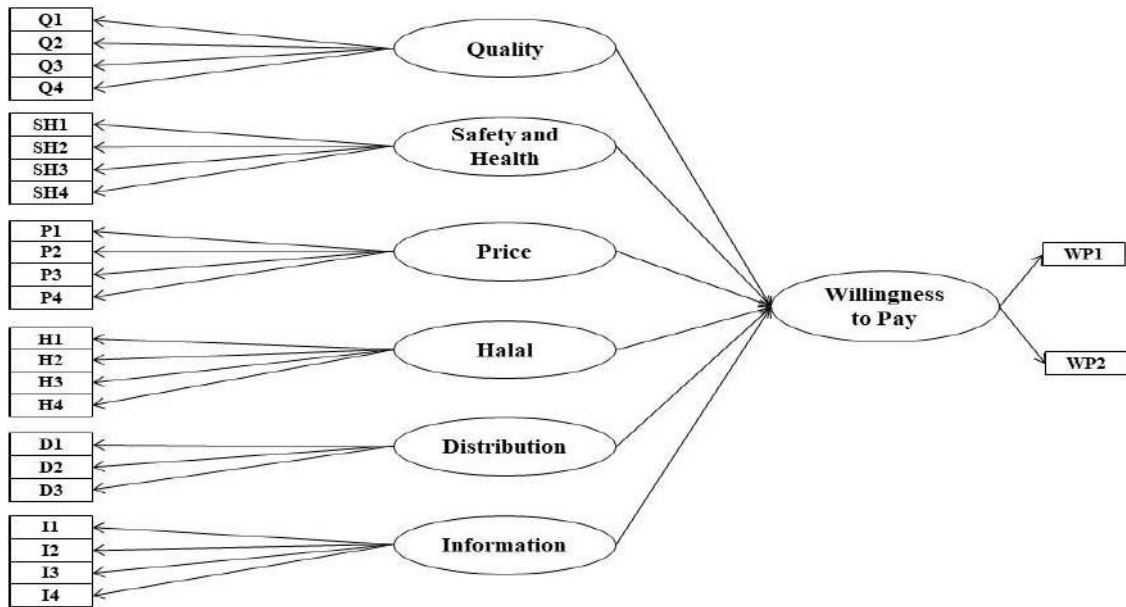 Q1
Q2
Q3
Q4
Quality
SH1
SH2
SH3
SH4
Safety and
Health
P1
P2
P3
P4
Price
H1
H2
H3
H4
Halal
D1
D2
D3
Distribution
I1
I2
I3
I4
Information
Willingness
to Pay
WP1
WP2